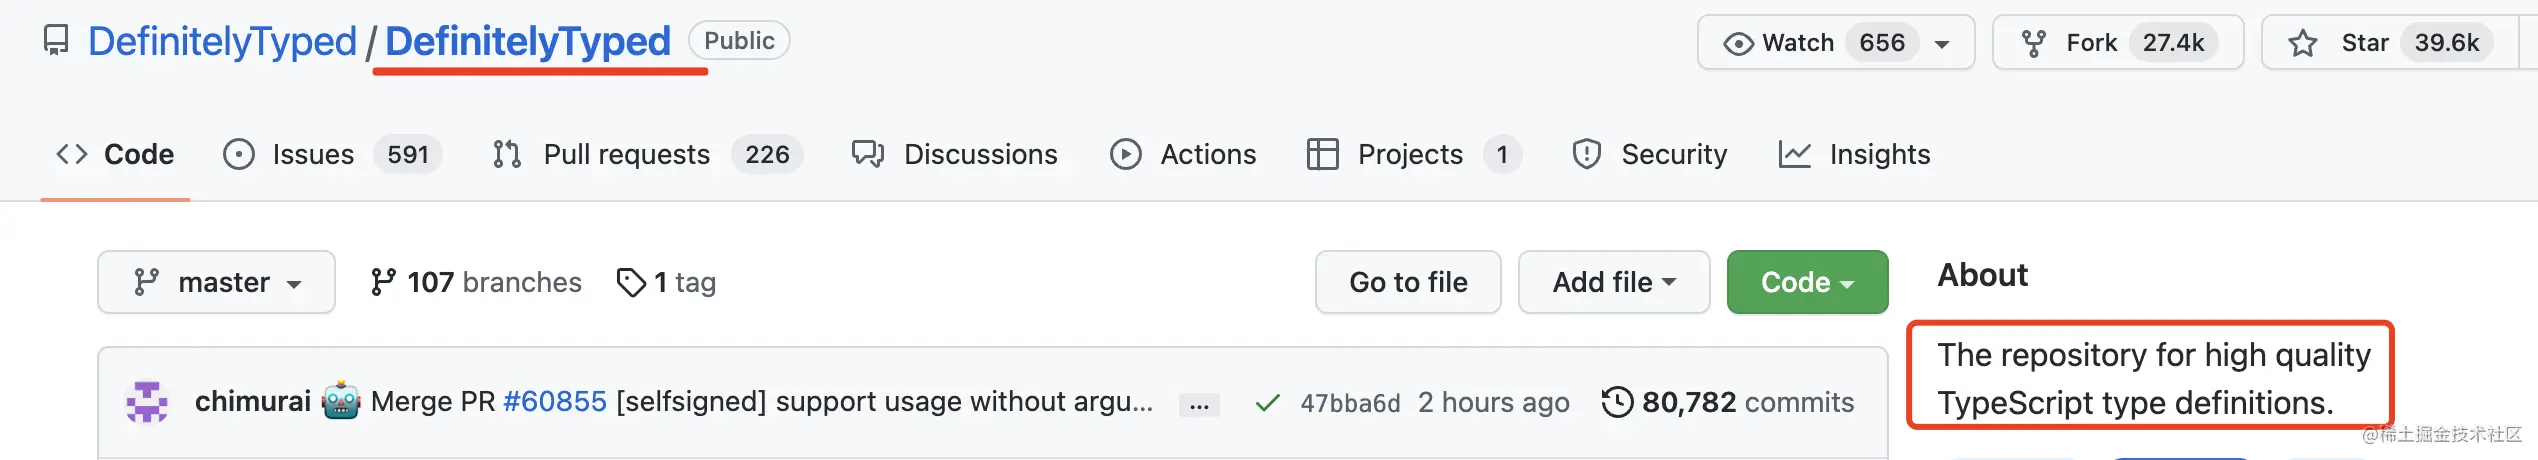 DefinitelyTyped / DefinitelyTyped Public Watch 656 Fork 27.4k Star 39.6k
Code Issues 591 Pull requests 226 Discussions Actions Projects 1 Security Insights
master 107 branches 1 tag Go to file Add file Code
About
The repository for high quality
TypeScript type definitions.
chimurai 🤖 Merge PR #60855 [selfsigned] support usage without argu... ... 47bba6d 2 hours ago 80,782 commits
@稀土掘金技术社区